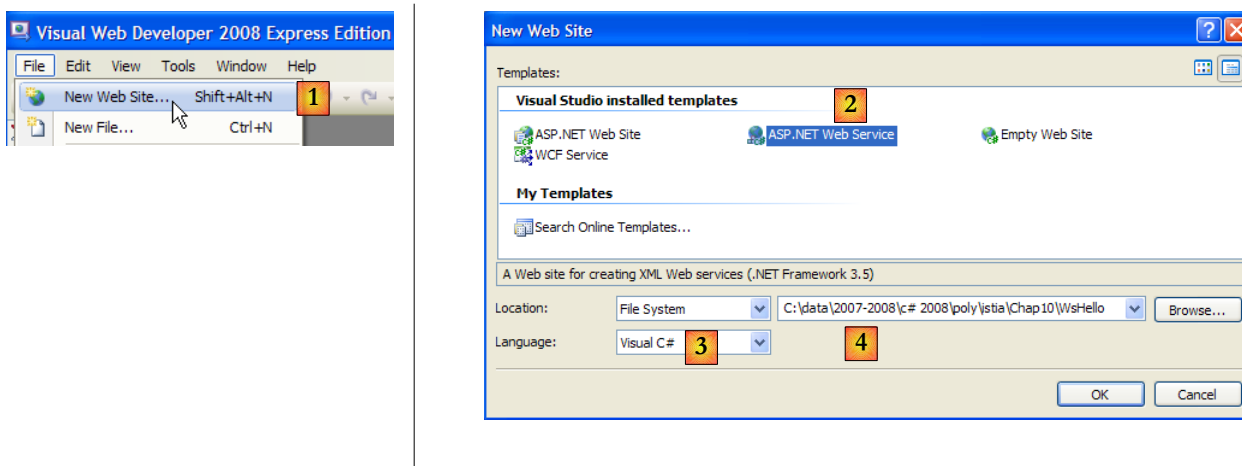 Visual Web Developer 2008 Express Edition
File Edit View Tools Window Help
New Web Site... Shift+Alt+N 1
New File... Ctrl+N
New Web Site
Templates:
Visual Studio installed templates 2
ASP.NET Web Site ASP.NET Web Service Empty Web Site
WCF Service
My Templates
Search Online Templates...
A Web site for creating XML Web services (.NET Framework 3.5)
Location: File System C:\data\2007-2008\c# 2008\poly\istia\Chap10\WsHello Browse...
Language: Visual C# 3 4
OK Cancel